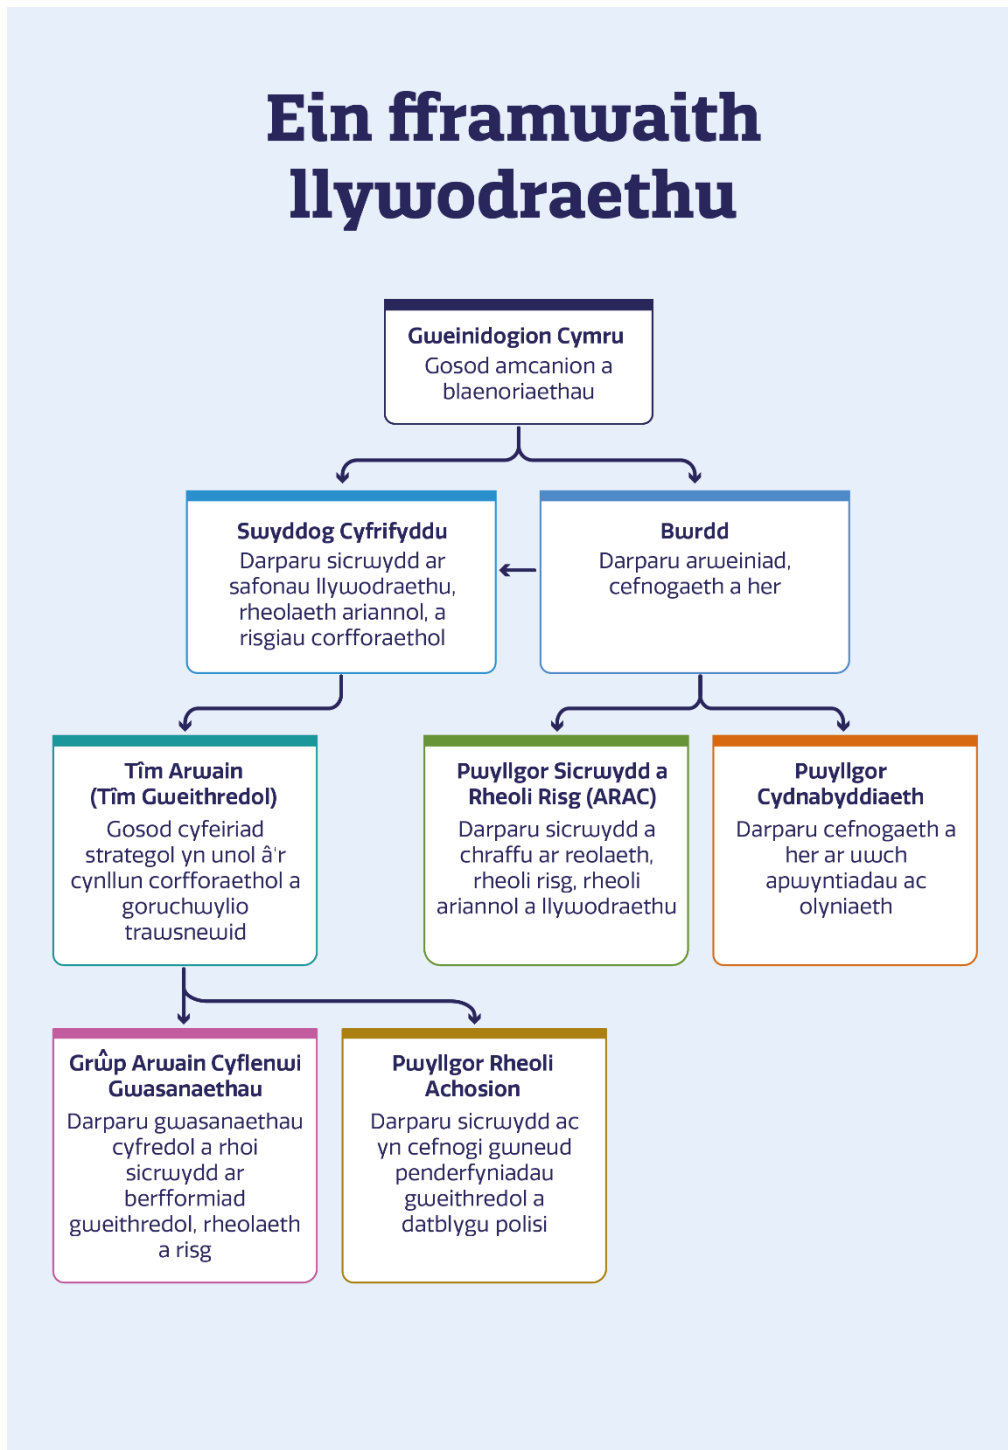 Ein fframwaith
llywodraethu
Gweinidogion Cymru
Gosod amcanion a
blaenoriaethau
Swyddog Cyfrifyddu
Darparu sicrwydd ar
safonau llywodraethu,
rheolaeth ariannol, a
risgiau corfforaethol
Bwrdd
Darparu arweiniad,
cefnogaeth a her
Tîm Arwain
(Tîm Gweithredol)
Gosod cyfeiriad
strategol yn unol â'r
cynllun corfforaethol a
goruchwylio
trawsnewid
Pwyllgor Sicrwydd a
Rheoli Risg (ARAC)
Darparu sicrwydd a
chraffu ar reolaeth,
rheoli risg, rheoli
ariannol a llywodraethu
Pwyllgor
Cydnabyddiaeth
Darparu cefnogaeth a
her ar uwch
apwyntiadau ac
olyniaeth
Grŵp Arwain Cyflenwi
Gwasanaethau
Darparu gwasanaethau
cyfredol a rhoi
sicrwydd ar
berfformiad
gweithredol, rheolaeth
a risg
Pwyllgor Rheoli
Achosion
Darparu sicrwydd ac
yn cefnogi gwneud
penderfyniadau
gweithredol a
datblygu polisi